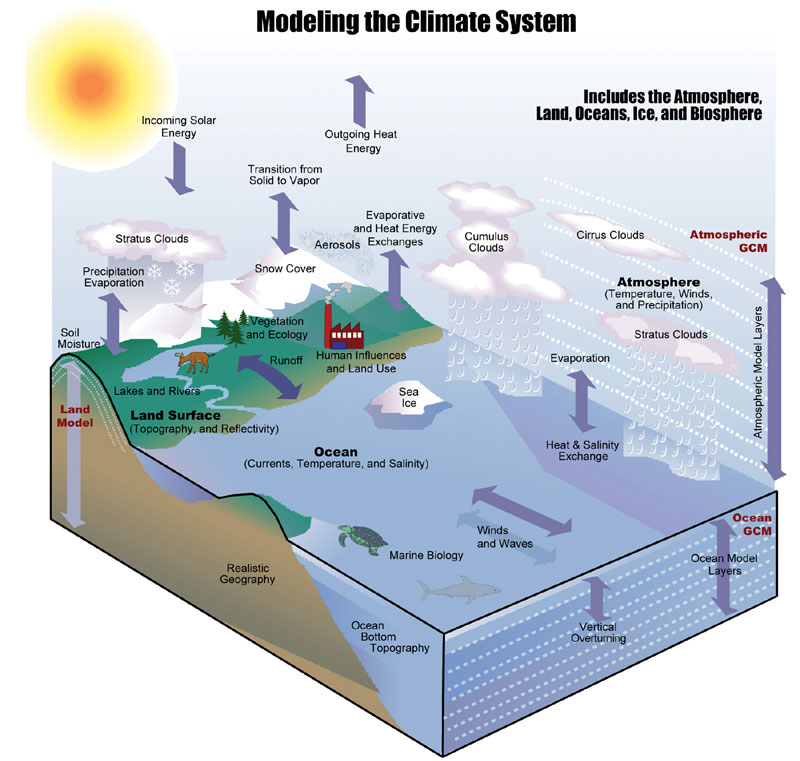 Modeling the Climate System
Includes the Atmosphere,
Land, Oceans, Ice, and Biosphere
Incoming Solar
Energy
Outgoing Heat
Energy
Transition from
Solid to Vapor
Stratus Clouds
Aerosols
Evaporative
and Heat Energy
Exchanges
Cumulus
Clouds
Cirrus Clouds
Atmospheric
GCM
Precipitation
Evaporation
Snow Cover
Atmosphere
(Temperature, Winds,
and Precipitation)
Stratus Clouds
Atmospheric Model Layers
Soil
Moisture
Vegetation
and Ecology
Human Influences
and Land Use
Runoff
Evaporation
Lakes and Rivers
Sea
Ice
Land
Model
Land Surface
(Topography, and Reflectivity)
Ocean
(Currents, Temperature, and Salinity)
Heat & Salinity
Exchange
Ocean
GCM
Winds
and Waves
Marine Biology
Ocean Model
Layers
Realistic
Geography
Ocean
Bottom
Topography
Vertical
Overturning